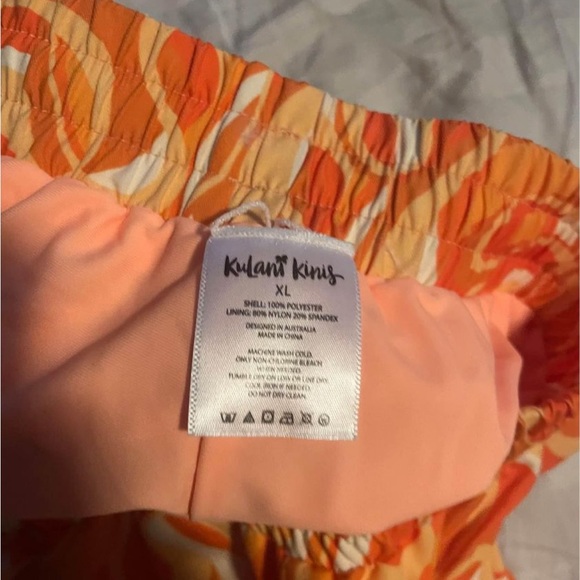 Kulani Kinis
XL
SHELL: 100% POLYESTER
LINING: 80% NYLON 20% SPANDEX
DESIGNED IN AUSTRALIA
MADE IN CHINA
MACHINE WASH COLD.
ONLY NON-CHLORINE BLEACH
WHEN NEEDED.
TUMBLE DRY ON LOW OR LINE DRY.
COOL IRON IF NEEDED.
DO NOT DRY CLEAN.